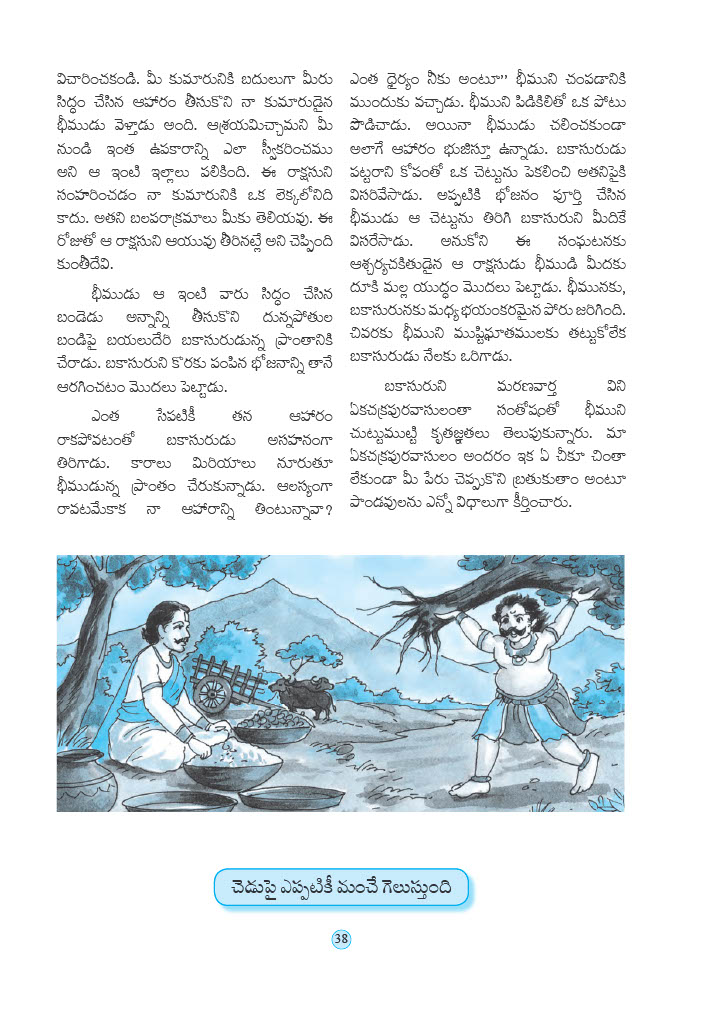 విచారించకండి. మీ కుమారునికి బదులుగా మీరు
సిద్ధం చేసిన ఆహారం తీసుకొని నా కుమారుడైన
భీముడు వెళ్తాడు అంది. ఆశ్రయమిచ్చామని మీ
నుండి ఇంత ఉపకారాన్ని ఎలా స్వీకరించము
అని ఆ ఇంటి ఇల్లాలు పలికింది. ఈ రాక్షసుని
సంహరించడం నా కుమారునికి ఒక లెక్కలోనిది
కాదు. అతని బలపరాక్రమాలు మీకు తెలియవు. ఈ
రోజుతో ఆ రాక్షసుని ఆయువు తీరినట్లే అని చెప్పింది
కుంతీదేవి.
భీముడు ఆ ఇంటి వారు సిద్ధం చేసిన
బండెడు అన్నాన్ని తీసుకొని దున్నపోతుల
బండిపై బయలుదేరి బకాసురుడున్న ప్రాంతానికి
చేరాడు. బకాసురుని కొరకు పంపిన భోజనాన్ని తానే
ఆరగించటం మొదలు పెట్టాడు.
ఎంత సేపటికీ తన ఆహారం
రాకపోవటంతో బకాసురుడు అసహనంగా
తిరిగాడు. కారాలు మిరియాలు నూరుతూ
భీముడున్న ప్రాంతం చేరుకున్నాడు. ఆలస్యంగా
రావటమేకాక నా ఆహారాన్ని తింటున్నావా?
ఎంత ధైర్యం నీకు అంటూ’’ భీముని చంపడానికి
ముందుకు వచ్చాడు. భీముని పిడికిలితో ఒక పోటు
పొడిచాడు. అయినా భీముడు చలించకుండా
అలాగే ఆహారం భుజిస్తూ ఉన్నాడు. బకాసురుడు
పట్టరాని కోపంతో ఒక చెట్టును పెకలించి అతనిపైకి
విసరివేసాడు. అప్పటికి భోజనం పూర్తి చేసిన
భీముడు ఆ చెట్టును తిరిగి బకాసురుని మీదికే
విసరేసాడు. అనుకోని ఈ సంఘటనకు
ఆశ్చర్యచకితుడైన ఆ రాక్షసుడు భీముడి మీదకు
దూకి మల్ల యుద్ధం మొదలు పెట్టాడు. భీమునకు,
బకాసురునకు మధ్య భయంకరమైన పోరు జరిగింది.
చివరకు భీముని ముష్టిఘాతములకు తట్టుకోలేక
బకాసురుడు నేలకు ఒరిగాడు.
బకాసురుని మరణవార్త విని
ఏకచక్రపురవాసులంతా సంతోషంతో భీముని
చుట్టుముట్టి కృతజ్ఞతలు తెలుపుకున్నారు. మా
ఏకచక్రపురవాసులం అందరం ఇక ఏ చీకూ చింతా
లేకుండా మీ పేరు చెప్పుకొని బ్రతుకుతాం అంటూ
పాండవులను ఎన్నో విధాలుగా కీర్తించారు.
చెడుపై ఎప్పటికీ మంచే గెలుస్తుంది
38